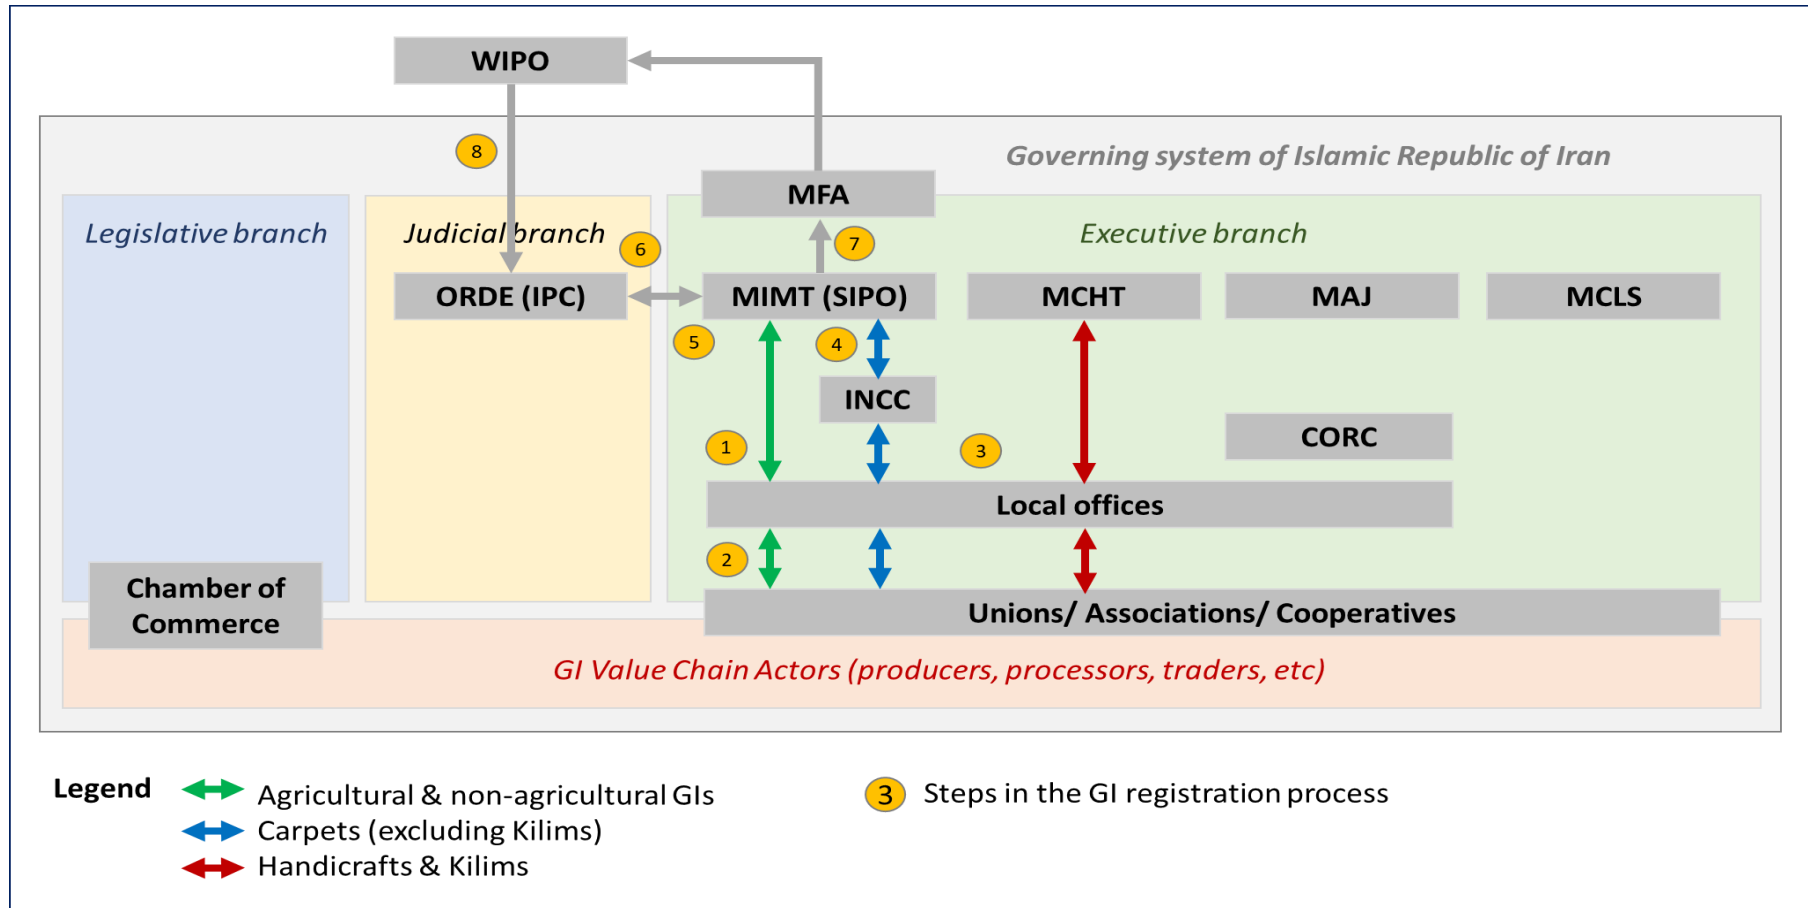 WIPO
8
Governing system of Islamic Republic of Iran
MFA
Legislative branch
Judicial branch
6
7
Executive branch
ORDE (IPC)
MIMT (SIPO)
MCHT
MAJ
MCLS
5
4
INCC
1
3
CORC
Local offices
2
Chamber of
Commerce
Unions/ Associations/ Cooperatives
GI Value Chain Actors (producers, processors, traders, etc)
Legend
Agricultural & non-agricultural GIs
Carpets (excluding Kilims)
Handicrafts & Kilims
3
Steps in the GI registration process